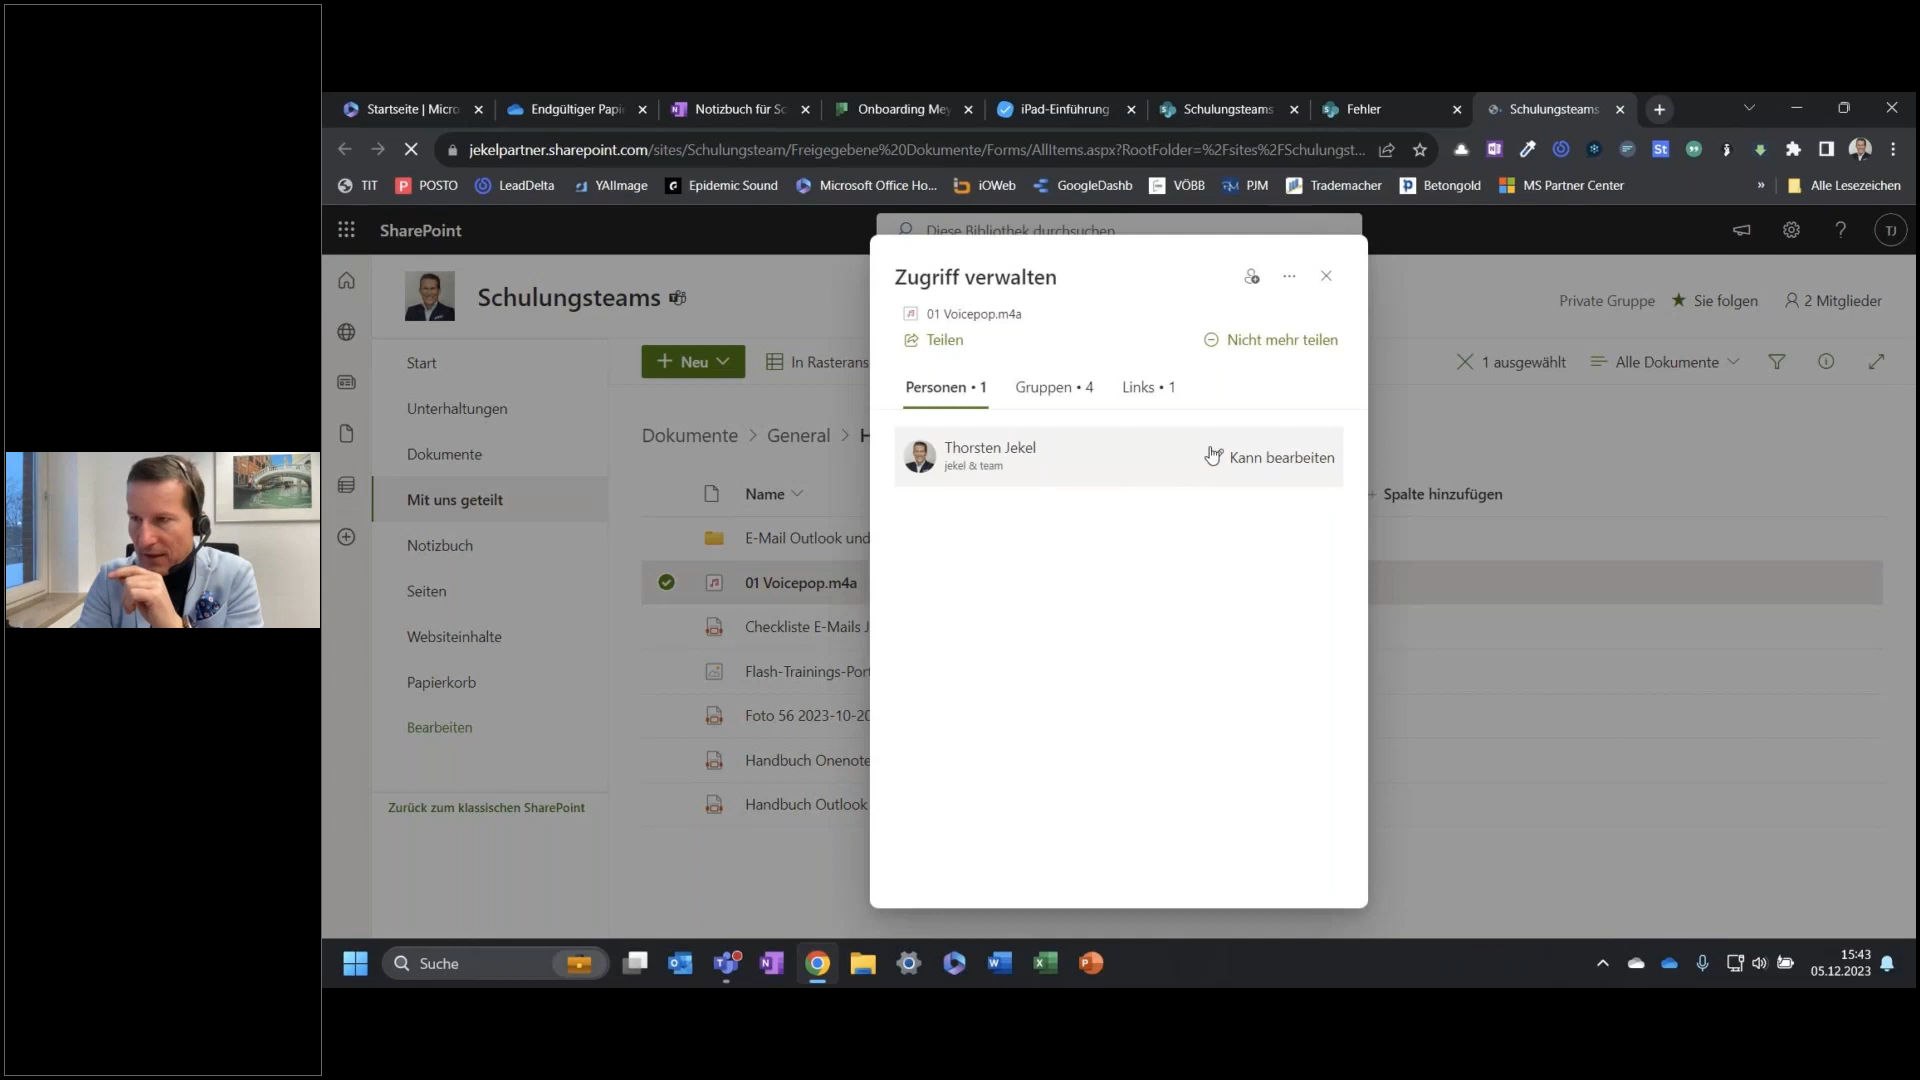 Startseite | Micro
Endgültiger Papi
Notizbuch für Sc
Onboarding Mey
iPad-Einführung
Schulungsteams
Fehler
Schulungsteams
jekelpartner.sharepoint.com/sites/Schulungsteam/Freigegebene%20Dokumente/Forms/AllItems.aspx?RootFolder=%2Fsites%2FSchulungst...
TIT
POSTO
LeadDelta
YAIImage
Epidemic Sound
Microsoft Office Ho...
iOWeb
GoogleDashb
VÖBB
PJM
Trademacher
Betongold
MS Partner Center
»
Alle Lesezeichen
SharePoint
Diese Bibliothek durchsuchen
TJ
Schulungsteams
Private Gruppe
Sie folgen
2 Mitglieder
Start
Unterhaltungen
Dokumente
Mit uns geteilt
Notizbuch
Seiten
Websiteinhalte
Papierkorb
Bearbeiten
Zurück zum klassischen SharePoint
Neu
In Rasterans
1 ausgewählt
Alle Dokumente
Dokumente > General > H
Name
Spalte hinzufügen
E-Mail Outlook und
01 Voicepop.m4a
Checkliste E-Mails J
Flash-Trainings-Port
Foto 56 2023-10-20
Handbuch Onenote
Handbuch Outlook
Zugriff verwalten
01 Voicepop.m4a
Teilen
Nicht mehr teilen
Personen • 1
Gruppen • 4
Links • 1
Thorsten Jekel
jekel & team
Kann bearbeiten
Suche
15:43
05.12.2023